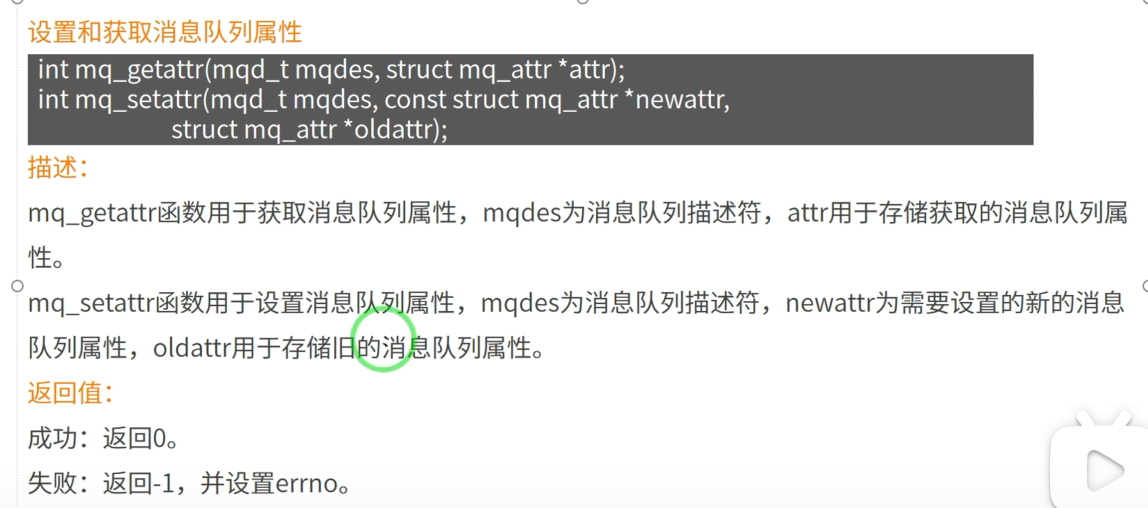 设置和获取消息队列属性
int mq_getattr(mqd_t mqdes, struct mq_attr *attr);
int mq_setattr(mqd_t mqdes, const struct mq_attr *newattr,
struct mq_attr *oldattr);
描述：
mq_getattr函数用于获取消息队列属性，mqdes为消息队列描述符，attr用于存储获取的消息队列属
性。
mq_setattr函数用于设置消息队列属性，mqdes为消息队列描述符，newattr为需要设置的新的消息
队列属性，oldattr用于存储旧的消息队列属性。
返回值：
成功：返回0。
失败：返回-1，并设置errno。